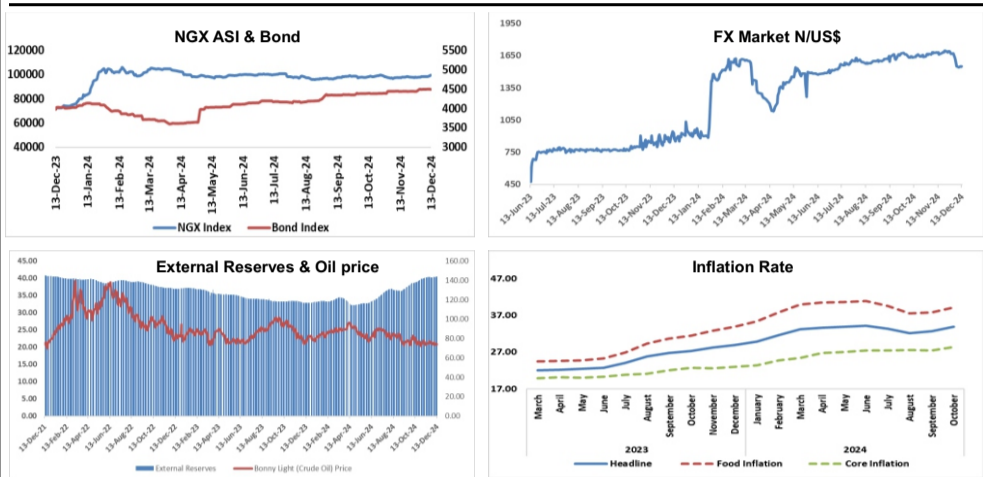 NGX ASI & Bond
120000
100000
80000
60000
40000
5500
5000
4500
4000
3500
3000
13-Dec-23
13-Jan-24
13-Feb-24
13-Mar-24
13-Apr-24
13-May-24
13-Jun-24
13-Jul-24
13-Aug-24
13-Sep-24
13-Oct-24
13-Nov-24
13-Dec-24
NGX Index
Bond Index
FX Market N/US$
1950
1650
1350
1050
750
450
13-Jun-23
13-Jul-23
13-Aug-23
13-Sep-23
13-Oct-23
13-Nov-23
13-Dec-23
13-Jan-24
13-Feb-24
13-Mar-24
13-Apr-24
13-May-24
13-Jun-24
13-Jul-24
13-Aug-24
13-Sep-24
13-Oct-24
13-Nov-24
13-Dec-24
External Reserves & Oil price
45.00
40.00
35.00
30.00
25.00
20.00
15.00
10.00
5.00
0.00
160.00
140.00
120.00
100.00
80.00
60.00
40.00
20.00
0.00
13-Dec-21
13-Feb-22
13-Apr-22
13-Jun-22
13-Aug-22
13-Oct-22
13-Dec-22
13-Feb-23
13-Apr-23
13-Jun-23
13-Aug-23
13-Oct-23
13-Dec-23
13-Feb-24
13-Apr-24
13-Jun-24
13-Aug-24
13-Oct-24
13-Dec-24
External Reserves
Bonny Light (Crude Oil) Price
Inflation Rate
47.00
37.00
27.00
17.00
March
April
May
June
July
August
September
October
November
December
January
February
March
April
May
June
July
August
September
October
2023
2024
Headline
Food Inflation
Core Inflation